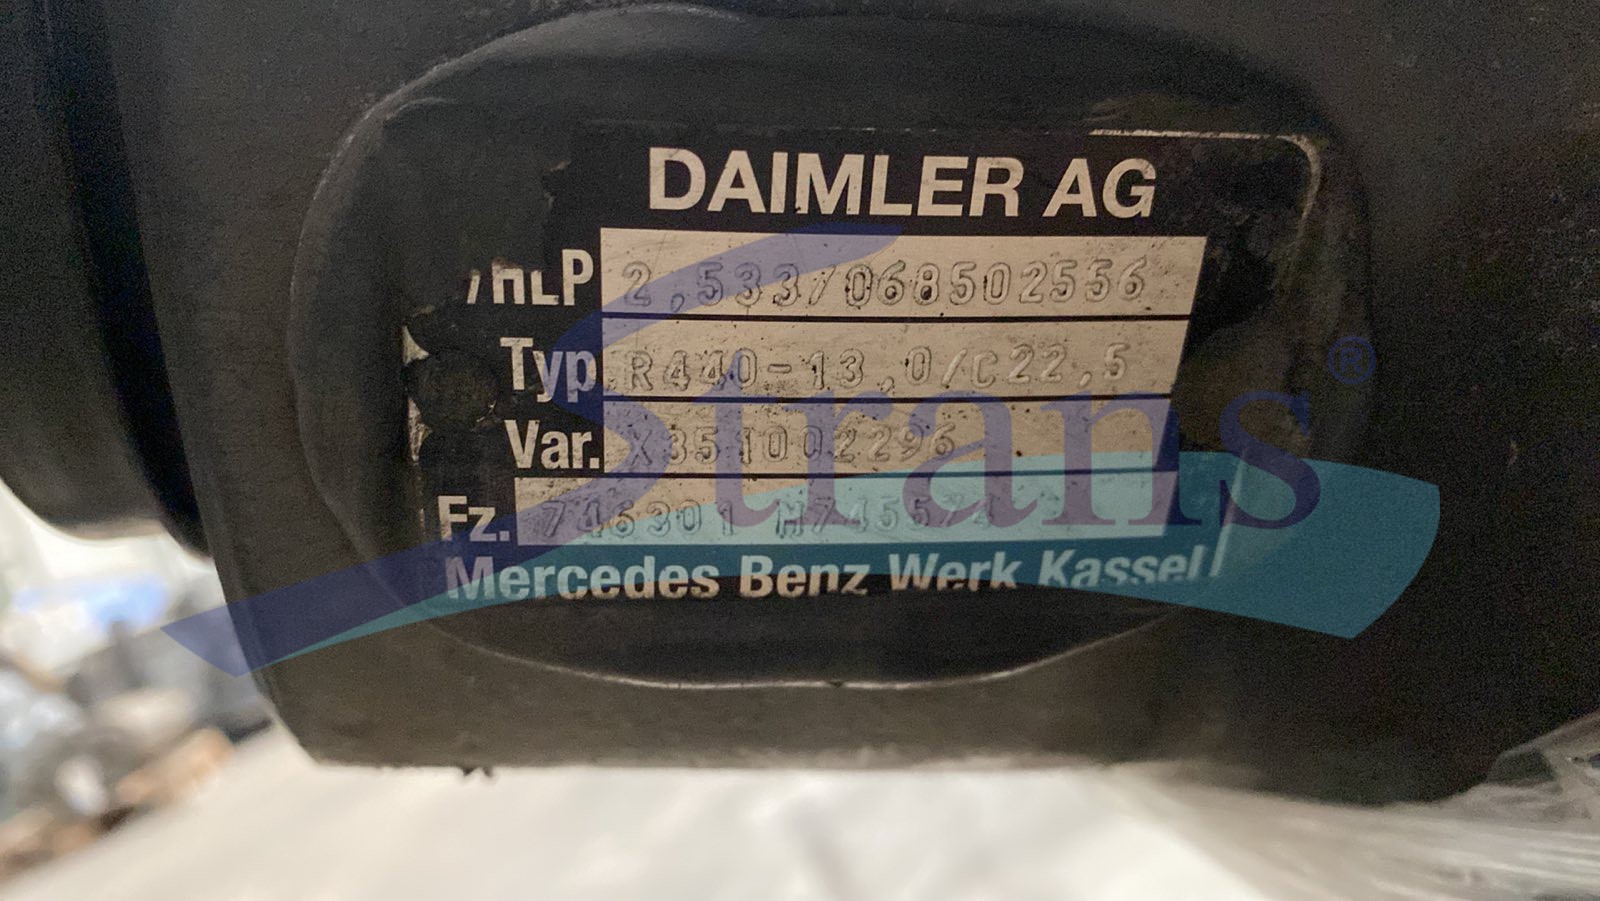 DAIMLER AG
/HLP 2,533/068502556
Typ. R440-13,0/C22,5
Var. X351002296
Fz. 746301 M745574
Mercedes Benz Werk Kassel
Strans®